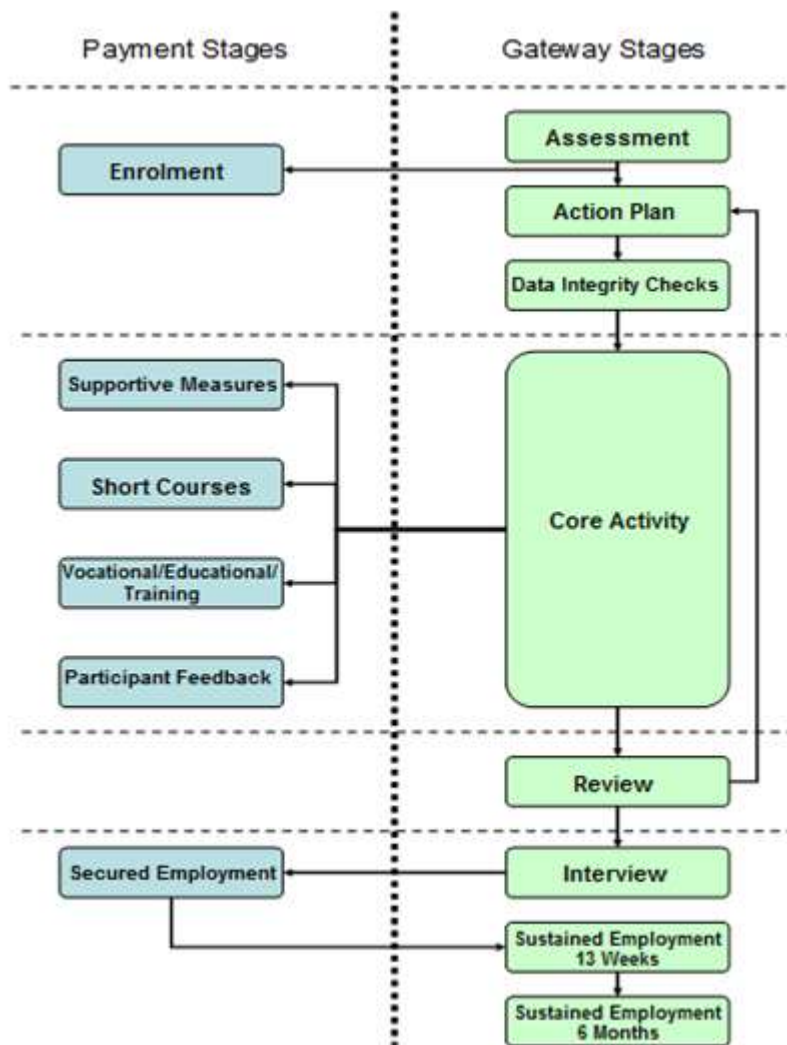 Payment Stages
Gateway Stages
Assessment
Enrolment
Action Plan
Data Integrity Checks
Supportive Measures
Short Courses
Core Activity
Vocational/Educational/
Training
Participant Feedback
Review
Secured Employment
Interview
Sustained Employment
13 Weeks
Sustained Employment
6 Months